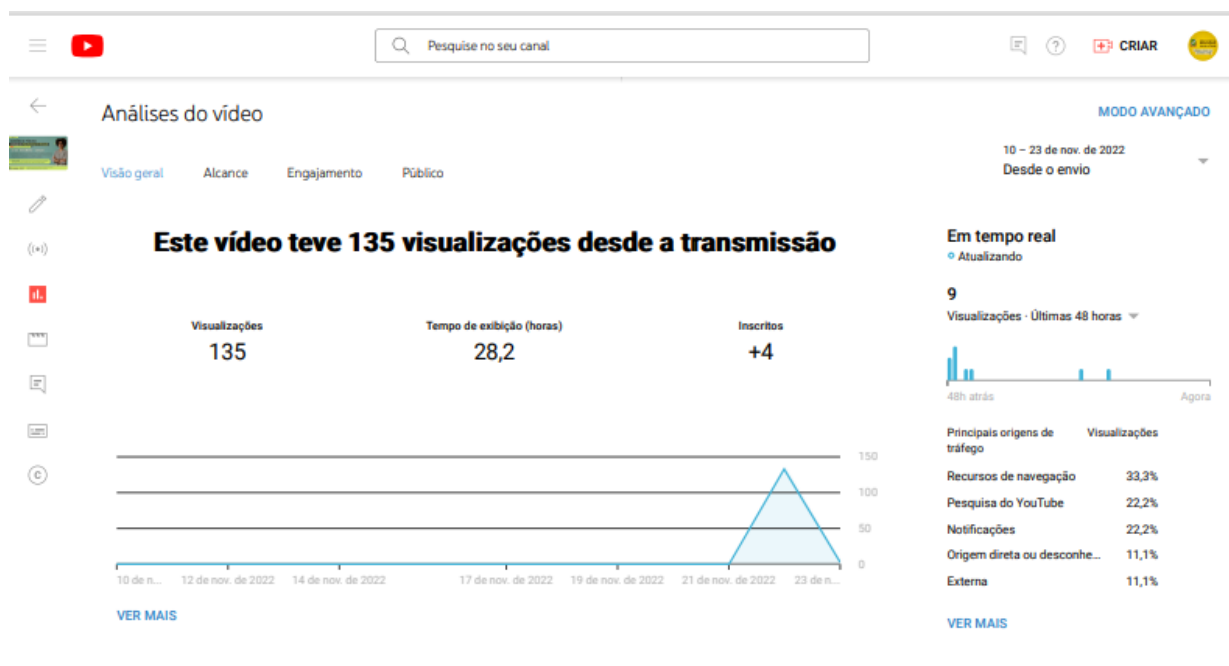 Pesquise no seu canal
CRIAR
Análises do vídeo
MODO AVANÇADO
10 – 23 de nov. de 2022
Desde o envio
Visão geral Alcance Engajamento Público
Este vídeo teve 135 visualizações desde a transmissão
Visualizações
135
Tempo de exibição (horas)
28,2
Inscritos
+4
150
100
50
0
10 de n... 12 de nov. de 2022 14 de nov. de 2022 17 de nov. de 2022 19 de nov. de 2022 21 de nov. de 2022 23 de n...
VER MAIS
Em tempo real
Atualizando
9
Visualizações · Últimas 48 horas
48h atrás Agora
Principais origens de tráfego Visualizações
Recursos de navegação 33,3%
Pesquisa do YouTube 22,2%
Notificações 22,2%
Origem direta ou desconhe... 11,1%
Externa 11,1%
VER MAIS